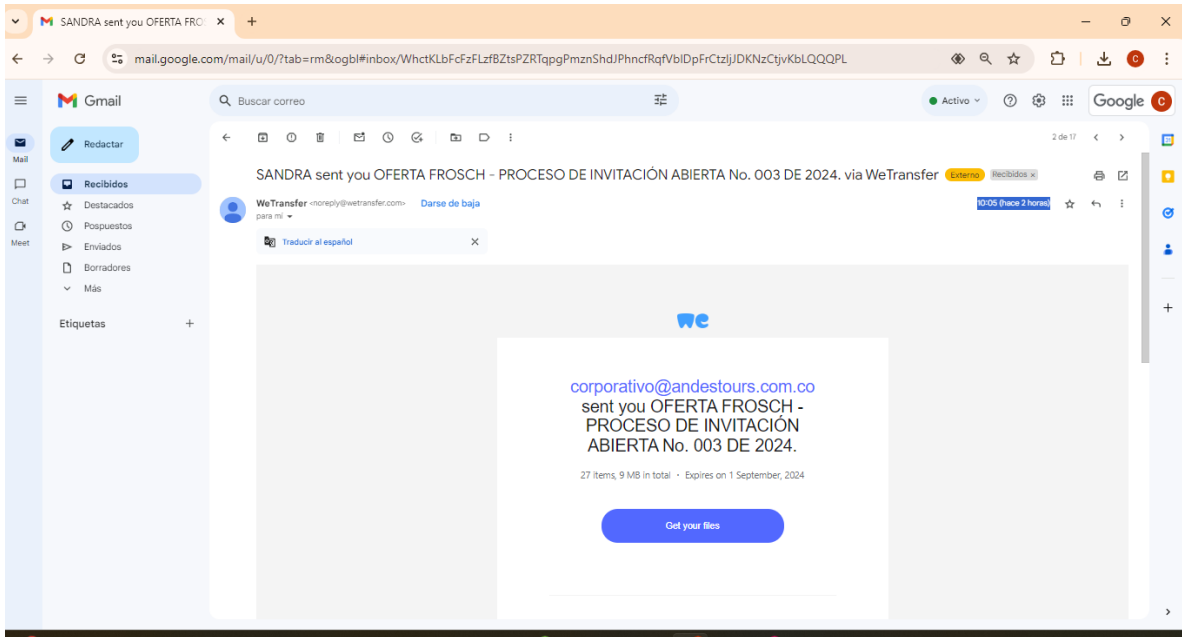 SANDRA sent you OFERTA FRO
mail.google.com/mail/u/0/?tab=rm&ogbl#inbox/WhctKLbFcFzFLzfBZtsPZRTqpgPmznShdJPhncfRqfVblDpFrCtzljJDKNzCtjvKbLQQQPL
C
Gmail
Buscar correo
Activo
Google
C
Mail
Chat
Meet
Redactar
Recibidos
Destacados
Pospuestos
Enviados
Borradores
Más
Etiquetas
2 de 17
SANDRA sent you OFERTA FROSCH - PROCESO DE INVITACIÓN ABIERTA No. 003 DE 2024. via WeTransfer Externo Recibidos x
WeTransfer <noreply@wetransfer.com> Darse de baja
10:05 (hace 2 horas)
para mí
Traducir al español
we
corporativo@andestours.com.co
sent you OFERTA FROSCH -
PROCESO DE INVITACIÓN
ABIERTA No. 003 DE 2024.
27 items, 9 MB in total · Expires on 1 September, 2024
Get your files